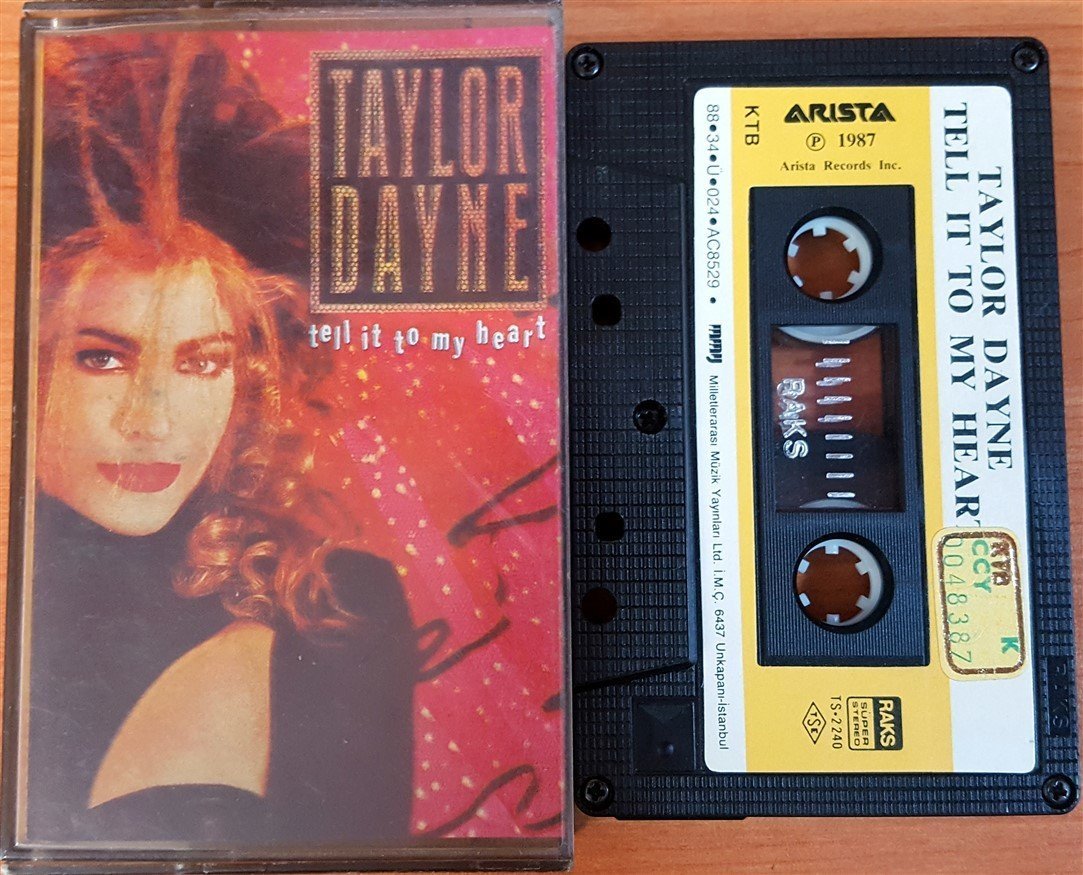 TAYLOR
DAYNE
tell it to my heart
ARISTA
Ⓟ 1987
Arista Records Inc.
KTB
TAYLOR DAYNE
TELL IT TO MY HEART
88•34•Ü•024•AC8529 •
Milletlerarası Müzik Yayınları Ltd. İ.M.Ç. 6437 Unkapanı-İstanbul
RAKS
CCY
K
0048387
RAKS
SUPER
STEREO
TS•2240
TSE
RAKS